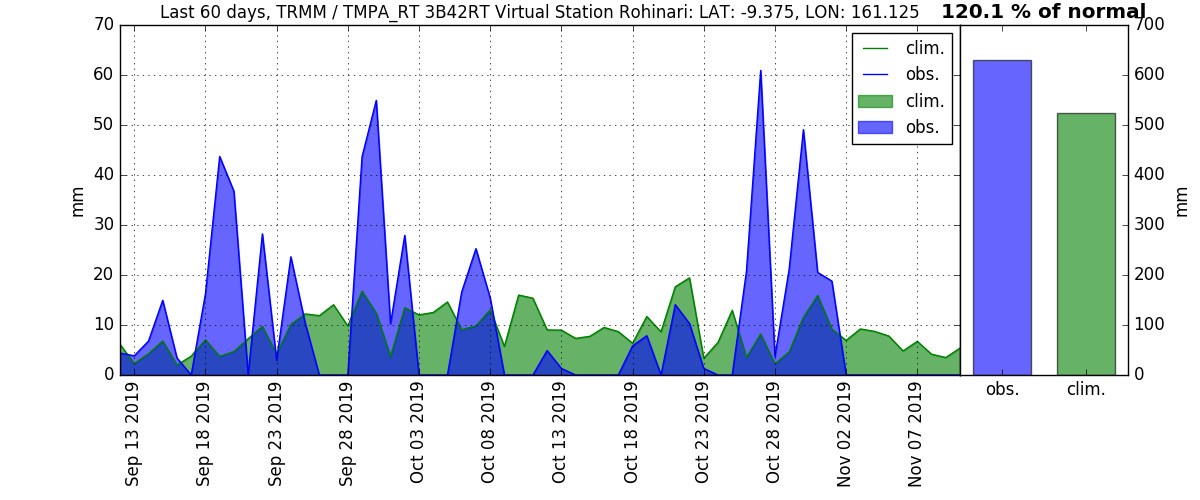 Last 60 days, TRMM / TMPA_RT 3B42RT Virtual Station Rohinari: LAT: -9.375, LON: 161.125
120.1 % of normal
70
60
50
40
30
20
10
0
mm
clim.
obs.
clim.
obs.
700
600
500
400
300
200
100
0
mm
Sep 13 2019
Sep 18 2019
Sep 23 2019
Sep 28 2019
Oct 03 2019
Oct 08 2019
Oct 13 2019
Oct 18 2019
Oct 23 2019
Oct 28 2019
Nov 02 2019
Nov 07 2019
obs.
clim.